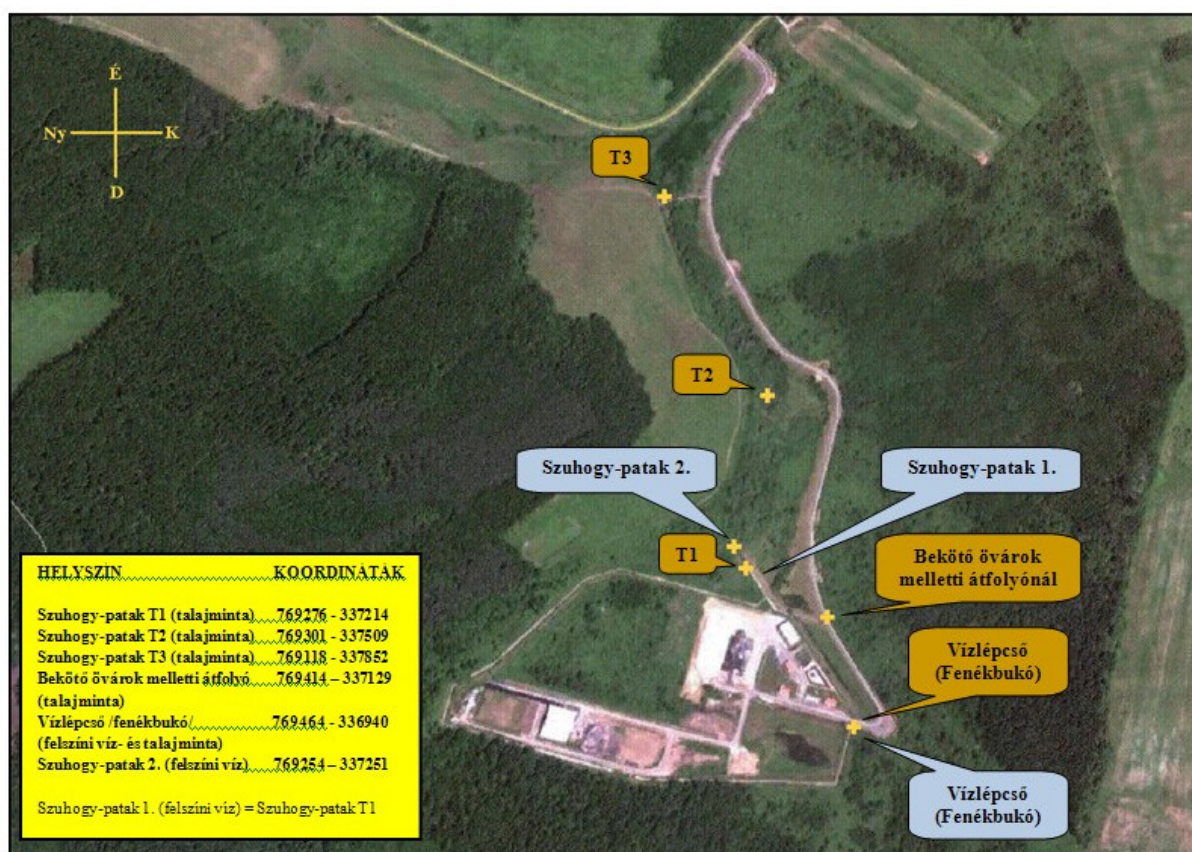 É
Ny K
D
T3
T2
Szuhogy-patak 2.
Szuhogy-patak 1.
T1
Bekötő övárok
melletti átfolyónál
Vízlépcső
(Fenékbukó)
Vízlépcső
(Fenékbukó)
HELYSZÍN KOORDINÁTÁK
Szuhogy-patak T1 (talajminta) 769276 - 337214
Szuhogy-patak T2 (talajminta) 769301 - 337509
Szuhogy-patak T3 (talajminta) 769118 - 337852
Bekötő övárok melletti átfolyó 769414 – 337129
(talajminta)
Vízlépcső /fenékbukó/ 769464 - 336940
(felszíni víz- és talajminta)
Szuhogy-patak 2. (felszíni víz) 769254 – 337251
Szuhogy-patak 1. (felszíni víz) = Szuhogy-patak T1